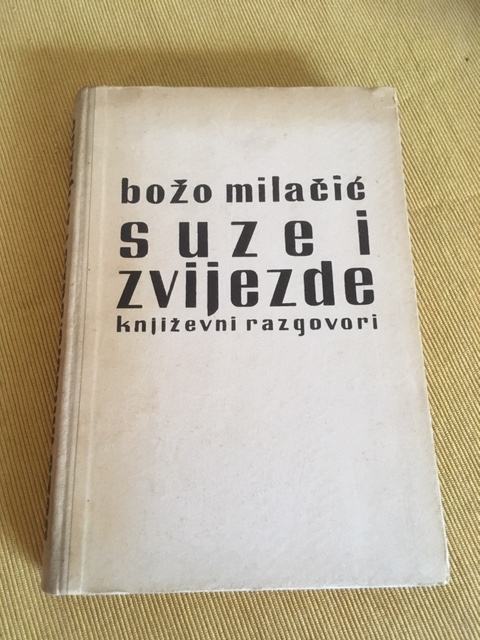 božo milačić
suze i
zvijezde
književni razgovori